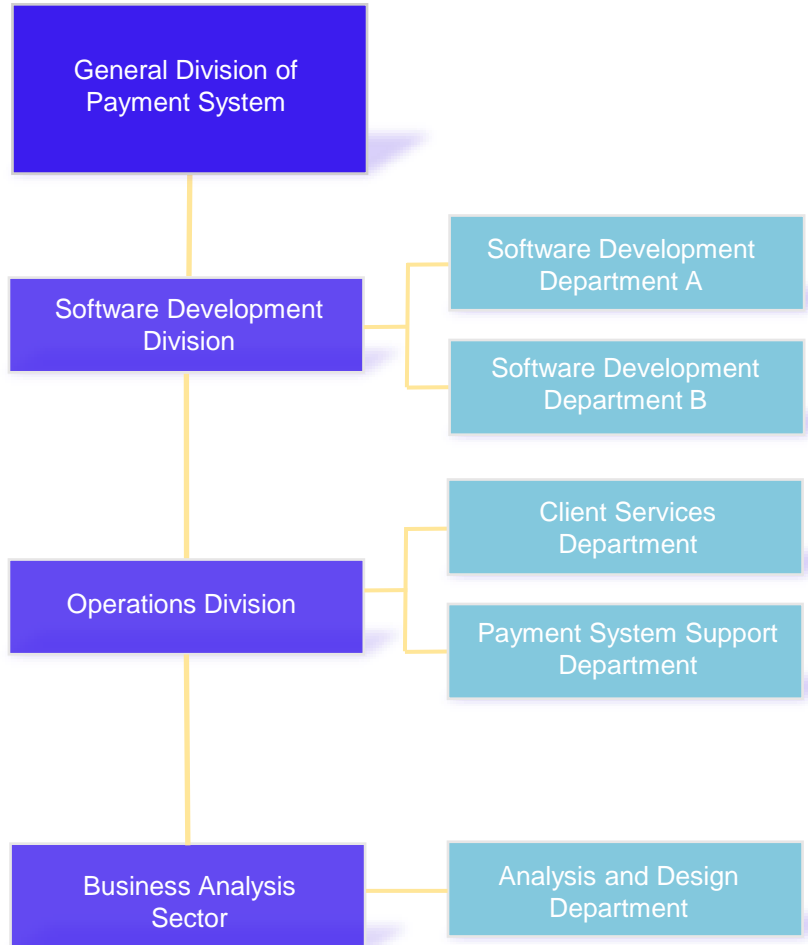 General Division of
Payment System
Software Development
Division
Software Development
Department A
Software Development
Department B
Operations Division
Client Services
Department
Payment System Support
Department
Business Analysis
Sector
Analysis and Design
Department